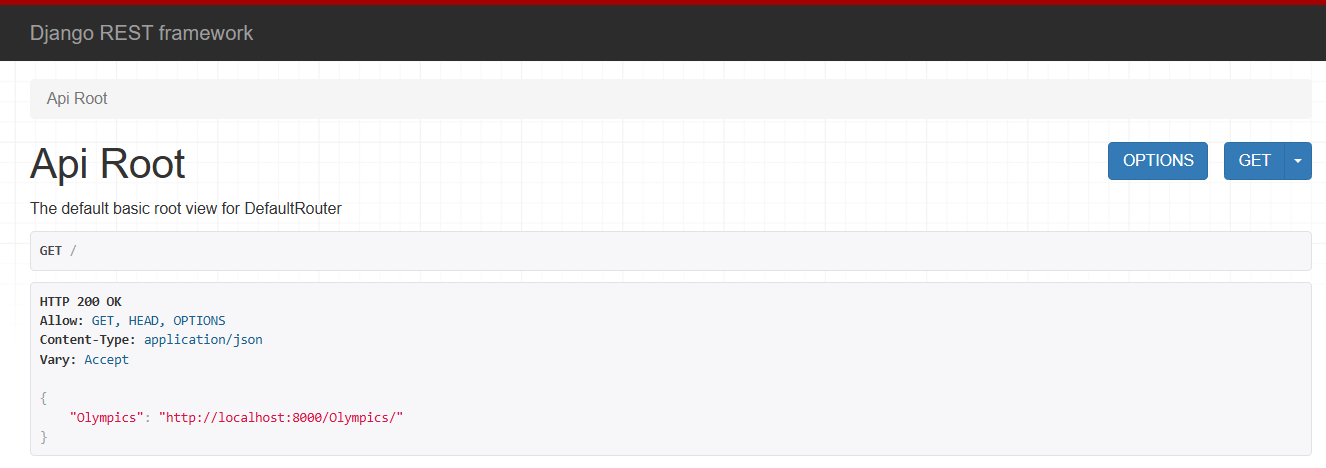 Django REST framework
Api Root
Api Root
OPTIONS
GET
The default basic root view for DefaultRouter
GET /
HTTP 200 OK
Allow: GET, HEAD, OPTIONS
Content-Type: application/json
Vary: Accept
{
    "Olympics": "http://localhost:8000/Olympics/"
}